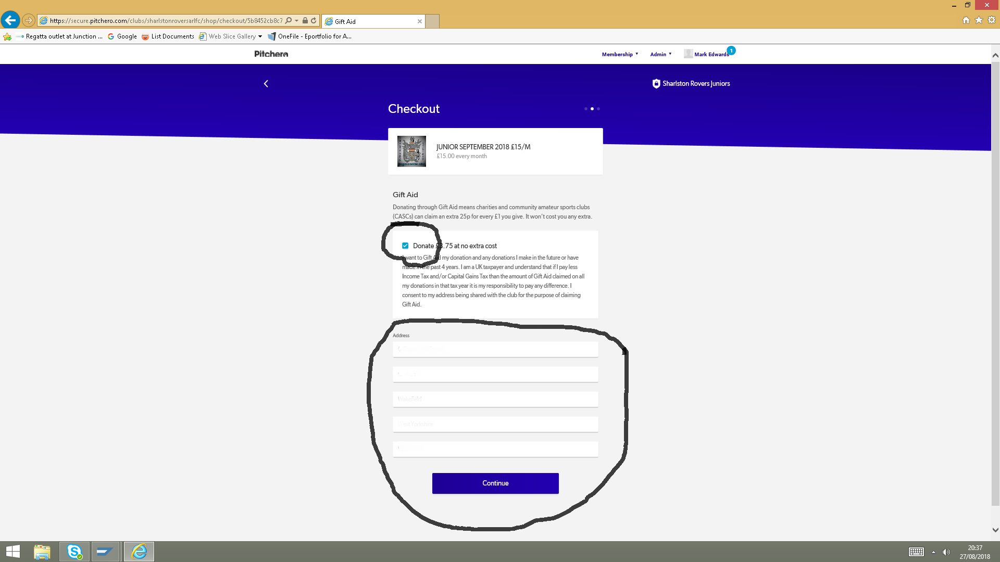 https://secure.pitchero.com/clubs/sharlstonroversarlfc/shop/checkout/5b8452cb8c7
Gift Aid
Regatta outlet at Junction ...
Google
List Documents
Web Slice Gallery
OneFile - Eportfolio for A...
Pitchero
Membership
Admin
Mark Edwards
1
Sharlston Rovers Juniors
Checkout
JUNIOR SEPTEMBER 2018 £15/M
£15.00 every month
Gift Aid
Donating through Gift Aid means charities and community amateur sports clubs
(CASCs) can claim an extra 25p for every £1 you give. It won't cost you any extra.
Donate £3.75 at no extra cost
I want to Gift Aid my donation and any donations I make in the future or have
made in the past 4 years. I am a UK taxpayer and understand that if I pay less
Income Tax and/or Capital Gains Tax than the amount of Gift Aid claimed on all
my donations in that tax year it is my responsibility to pay any difference. I
consent to my address being shared with the club for the purpose of claiming
Gift Aid.
Address
Wakefield
Yorkshire
Continue
20:37
27/08/2018